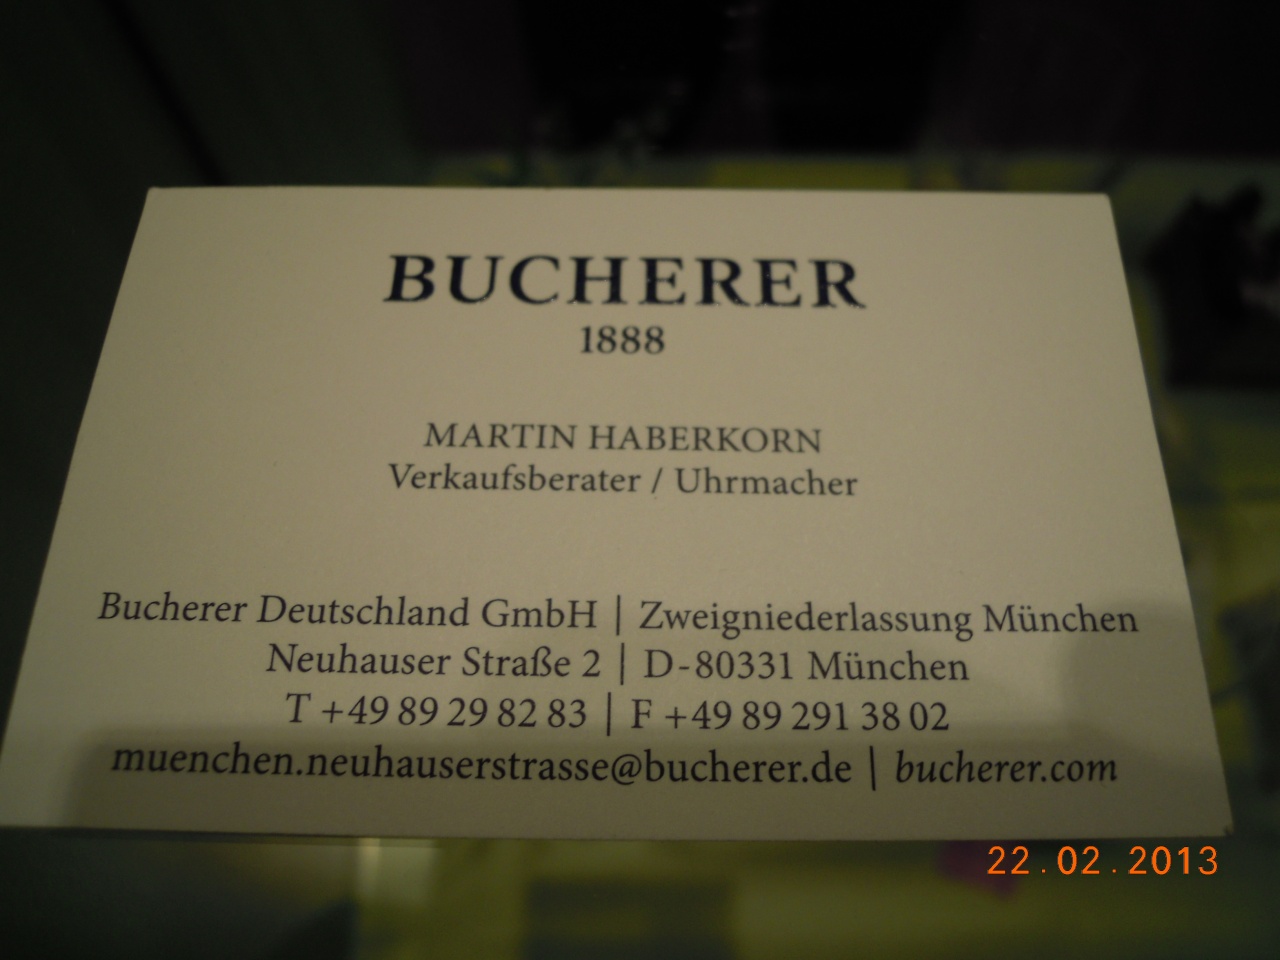 BUCHERER
1888
MARTIN HABERKORN
Verkaufsberater / Uhrmacher
Bucherer Deutschland GmbH | Zweigniederlassung München
Neuhauser Straße 2 | D-80331 München
T +49 89 29 82 83 | F +49 89 291 38 02
muenchen.neuhauserstrasse@bucherer.de | bucherer.com
22.02.2013